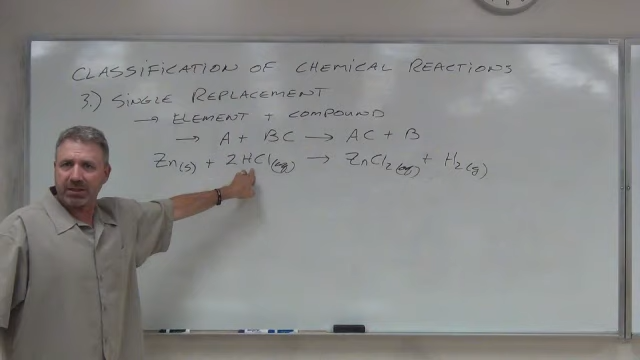 CLASSIFICATION OF CHEMICAL REACTIONS
3.) SINGLE REPLACEMENT
→ ELEMENT + COMPOUND
→ A + BC → AC + B
Zn(s) + 2HCl(aq) → ZnCl2(aq) + H2(g)